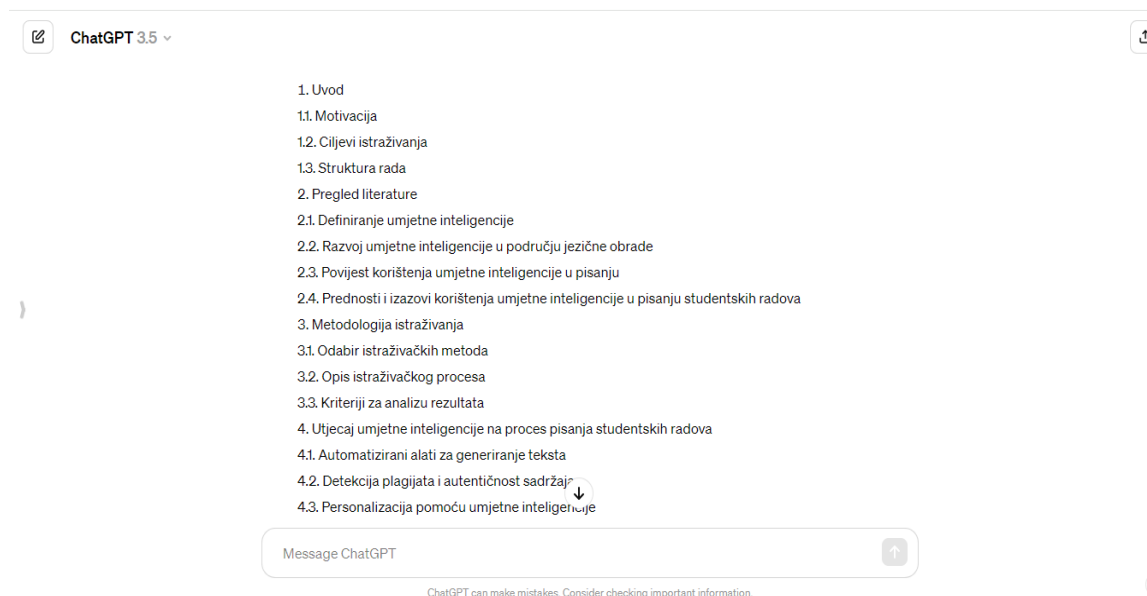 ChatGPT 3.5
1. Uvod
1.1. Motivacija
1.2. Ciljevi istraživanja
1.3. Struktura rada
2. Pregled literature
2.1. Definiranje umjetne inteligencije
2.2. Razvoj umjetne inteligencije u području jezične obrade
2.3. Povijest korištenja umjetne inteligencije u pisanju
2.4. Prednosti i izazovi korištenja umjetne inteligencije u pisanju studentskih radova
3. Metodologija istraživanja
3.1. Odabir istraživačkih metoda
3.2. Opis istraživačkog procesa
3.3. Kriteriji za analizu rezultata
4. Utjecaj umjetne inteligencije na proces pisanja studentskih radova
4.1. Automatizirani alati za generiranje teksta
4.2. Detekcija plagijata i autentičnost sadržaja
4.3. Personalizacija pomoću umjetne inteligencije
Message ChatGPT
ChatGPT can make mistakes. Consider checking important information.